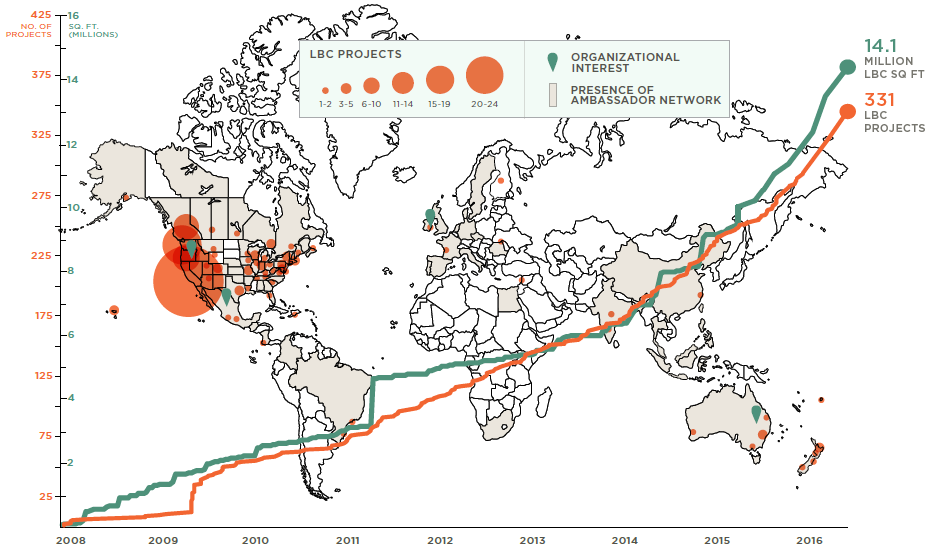 425
NO. OF
PROJECTS
16
SQ. FT.
(MILLIONS)
375
14
325
12
275
10
225
8
175
6
125
4
75
2
25
LBC PROJECTS
1-2
3-5
6-10
11-14
15-19
20-24
ORGANIZATIONAL
INTEREST
PRESENCE OF
AMBASSADOR NETWORK
14.1
MILLION
LBC SQ FT
331
LBC
PROJECTS
2008
2009
2010
2011
2012
2013
2014
2015
2016